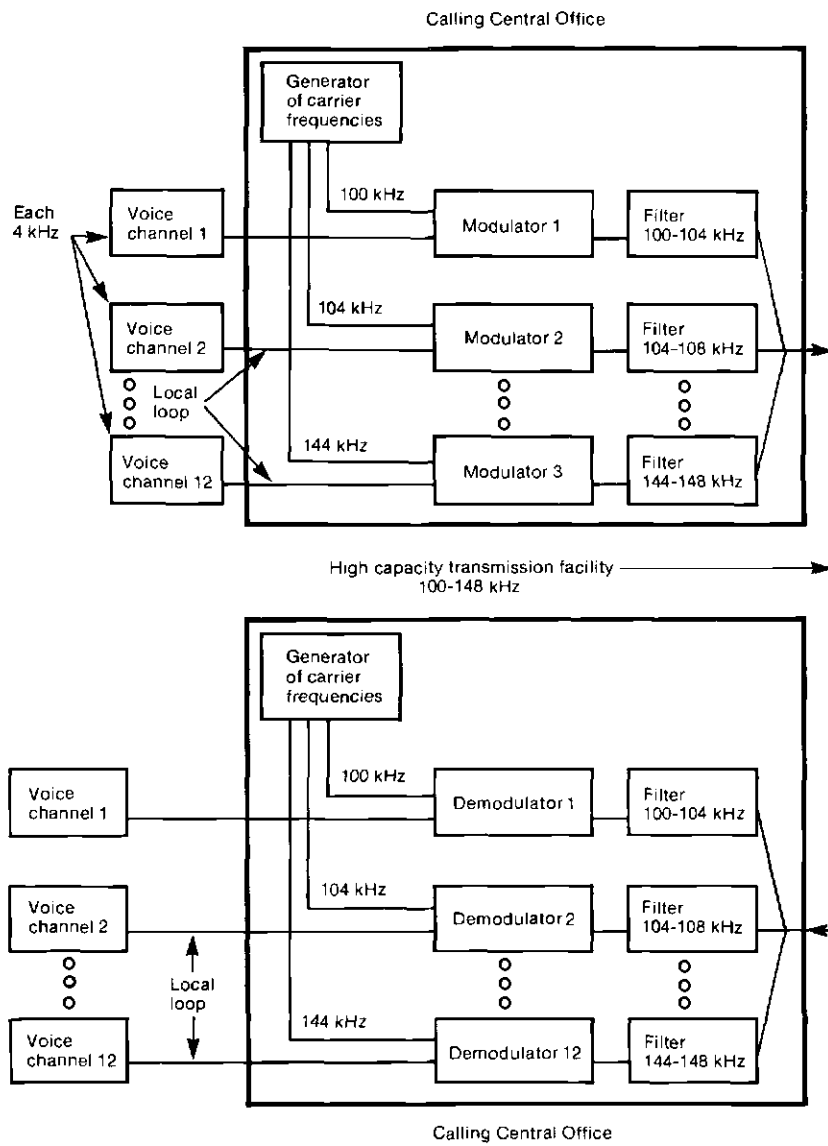 Calling Central Office
Generator
of carrier
frequencies
100 kHz
Each
4 kHz
Voice
channel 1
Modulator 1
Filter
100-104 kHz
104 kHz
Voice
channel 2
Modulator 2
Filter
104-108 kHz
Local
loop
144 kHz
Voice
channel 12
Modulator 3
Filter
144-148 kHz
High capacity transmission facility
100-148 kHz
Generator
of carrier
frequencies
100 kHz
Voice
channel 1
Demodulator 1
Filter
100-104 kHz
104 kHz
Voice
channel 2
Demodulator 2
Filter
104-108 kHz
Local
loop
144 kHz
Voice
channel 12
Demodulator 12
Filter
144-148 kHz
Calling Central Office